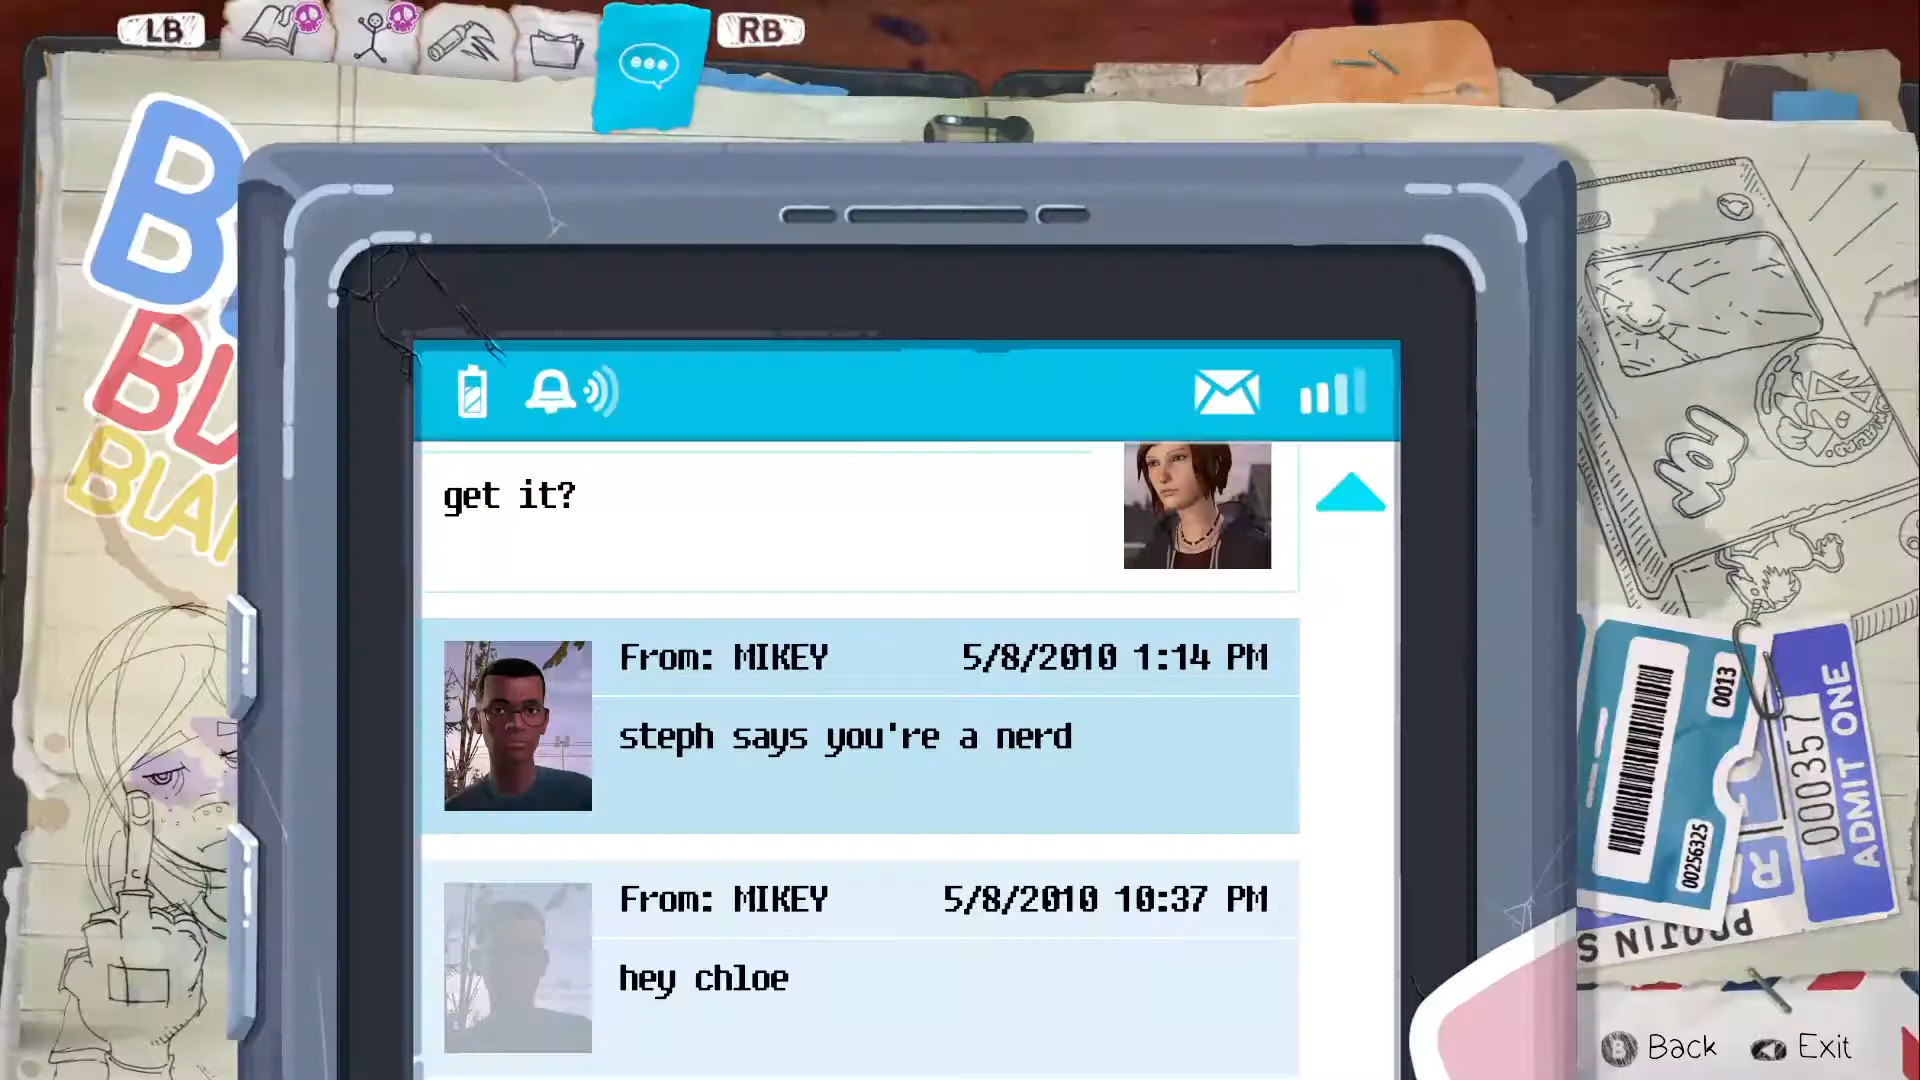 LB
RB
get it?
From: MIKEY
5/8/2010 1:14 PM
steph says you're a nerd
From: MIKEY
5/8/2010 10:37 PM
hey chloe
0013
00256325
000357
ADMIT ONE
Back
Exit